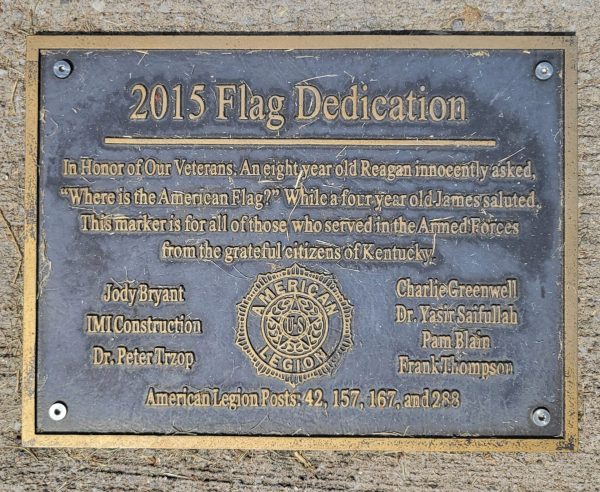 2015 Flag Dedication
In Honor of Our Veterans. An eight year old Reagan innocently asked,
"Where is the American Flag?" While a four year old James saluted.
This marker is for all of those who served in the Armed Forces
from the grateful citizens of Kentucky.
Jody Bryant
IMI Construction
Dr. Peter Trzop
AMERICAN
US
LEGION
Charlie Greenwell
Dr. Yasir Saifullah
Pam Blain
Frank Thompson
American Legion Posts: 42, 157, 167, and 288